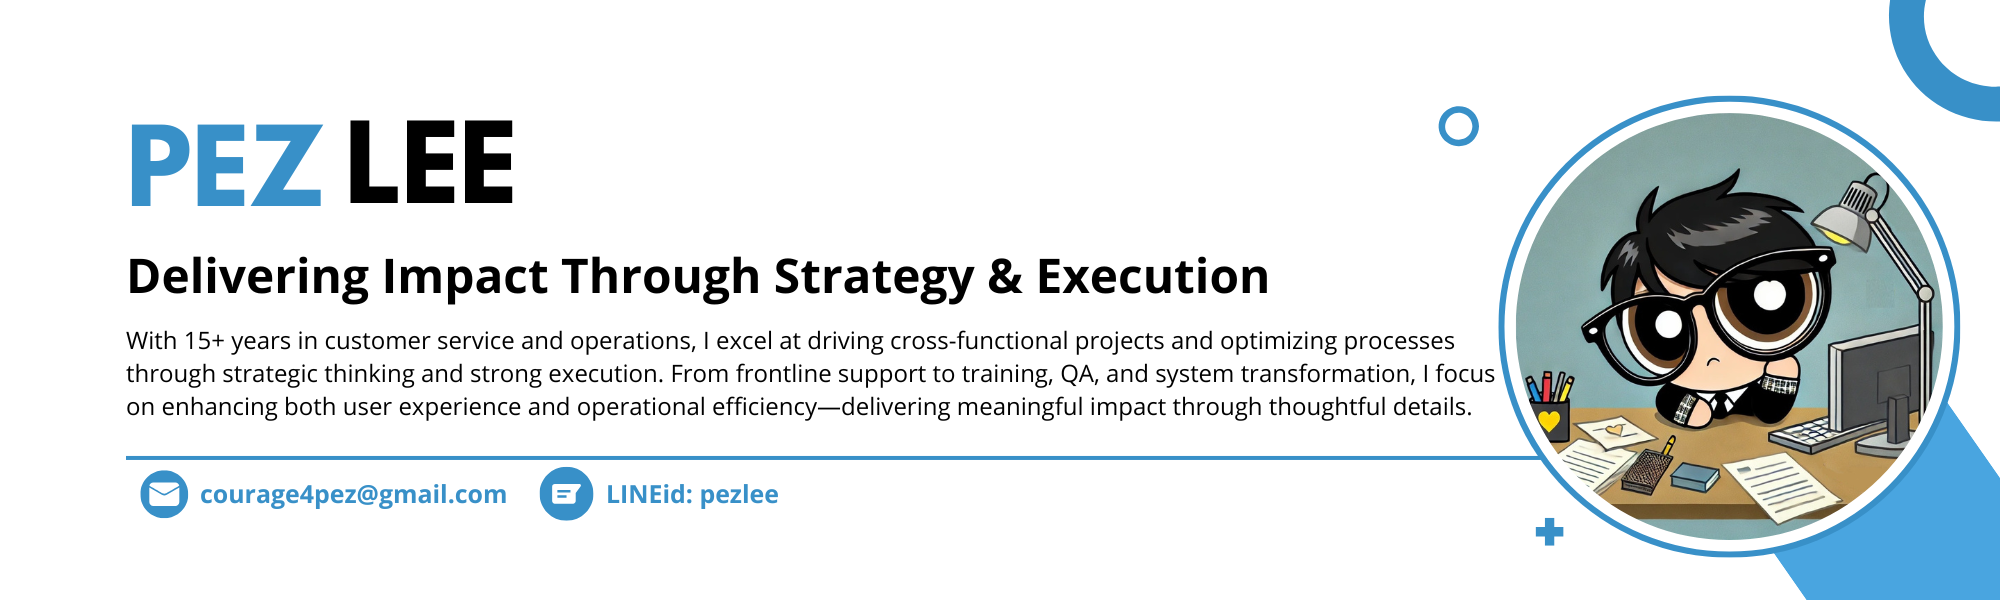 PEZ LEE
Delivering Impact Through Strategy & Execution
With 15+ years in customer service and operations, I excel at driving cross-functional projects and optimizing processes
through strategic thinking and strong execution. From frontline support to training, QA, and system transformation, I focus
on enhancing both user experience and operational efficiency—delivering meaningful impact through thoughtful details.
courage4pez@gmail.com LINEid: pezlee